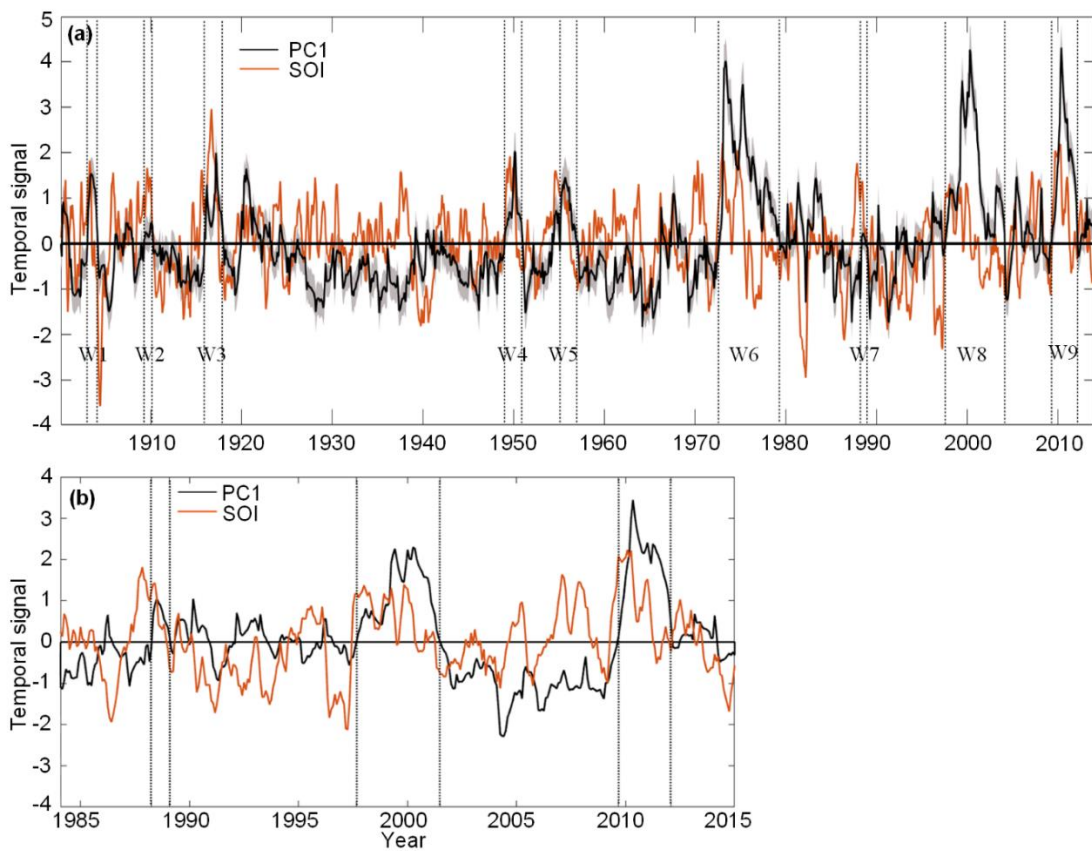 (a)
PC1
SOI
Temporal signal
5
4
3
2
1
0
-1
-2
-3
-4
W1 W2 W3 W4 W5 W6 W7 W8 W9
1910 1920 1930 1940 1950 1960 1970 1980 1990 2000 2010
(b)
PC1
SOI
Temporal signal
4
3
2
1
0
-1
-2
-3
-4
1985 1990 1995 2000 2005 2010 2015
Year